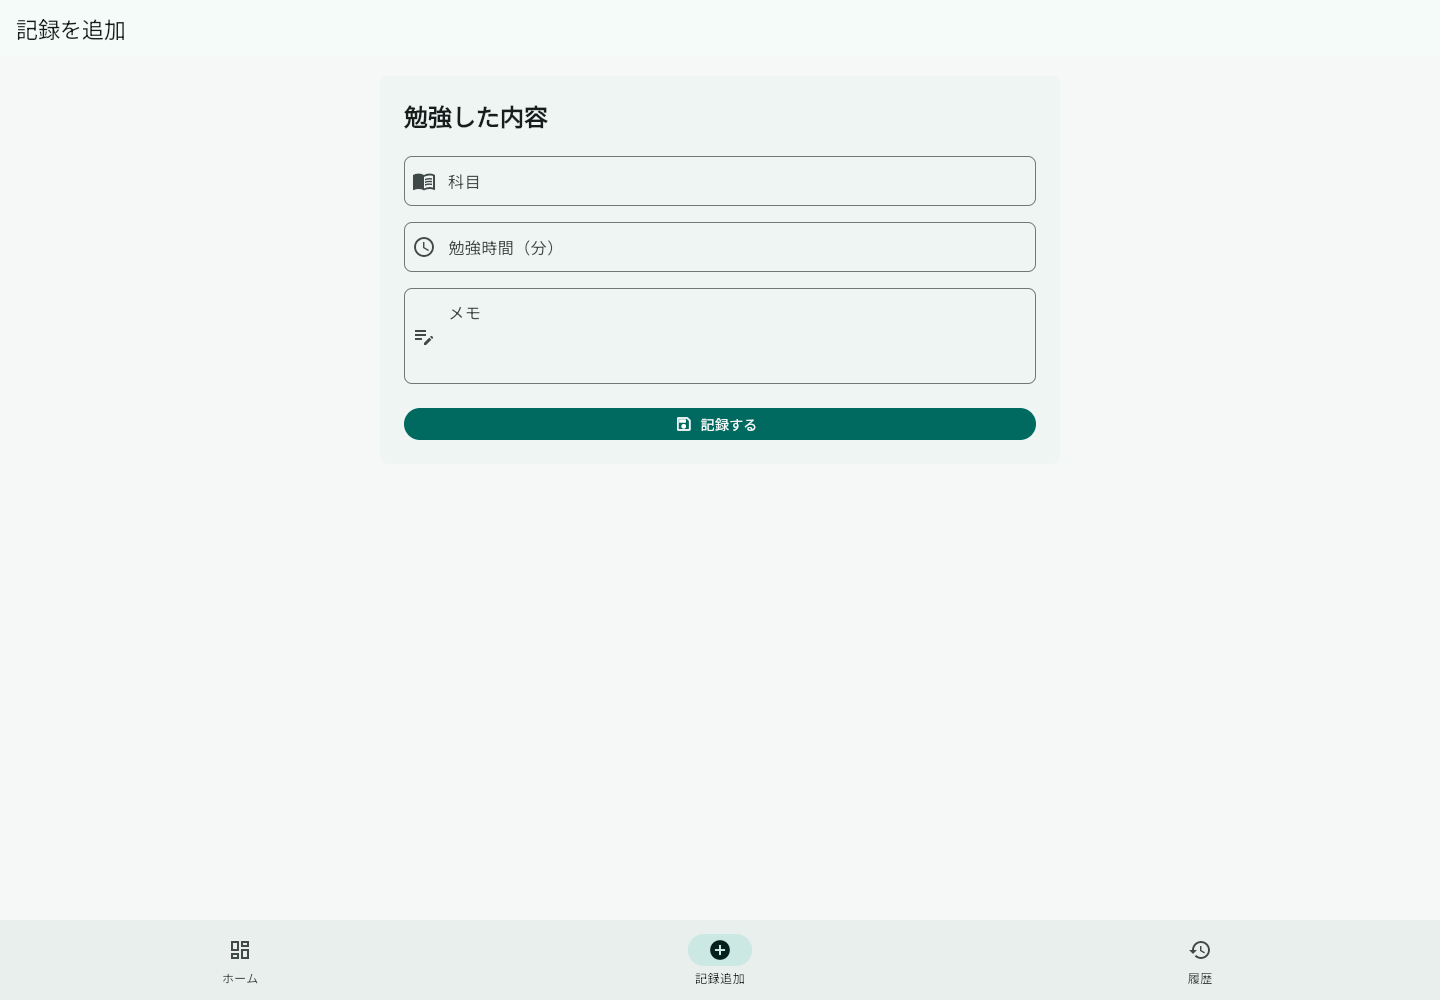 記録を追加
勉強した内容
科目
勉強時間（分）
メモ
記録する
ホーム
記録追加
履歴